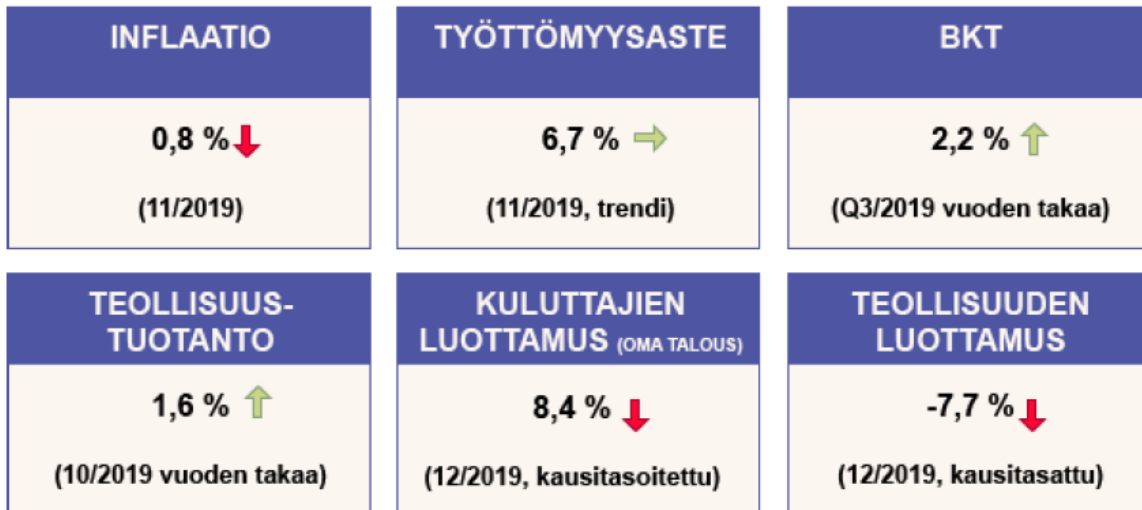 INFLAATIO
0,8 %
(11/2019)
TYÖTTÖMYYSASTE
6,7 %
(11/2019, trendi)
BKT
2,2 %
(Q3/2019 vuoden takaa)
TEOLLISUUS-
TUOTANTO
1,6 %
(10/2019 vuoden takaa)
KULUTTAJIEN
LUOTTAMUS (OMA TALOUS)
8,4 %
(12/2019, kausitasoitettu)
TEOLLISUUDEN
LUOTTAMUS
-7,7 %
(12/2019, kausitasattu)